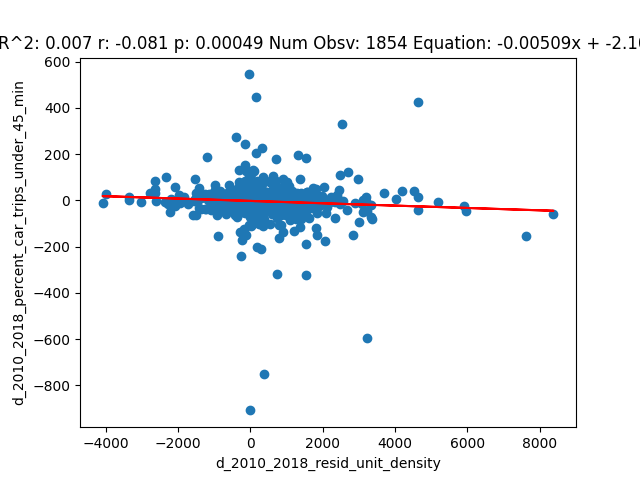 R^2: 0.007 r: -0.081 p: 0.00049 Num Obsv: 1854 Equation: -0.00509x + -2.10
600
400
200
0
−200
−400
−600
−800
d_2010_2018_percent_car_trips_under_45_min
−4000 −2000 0 2000 4000 6000 8000
d_2010_2018_resid_unit_density